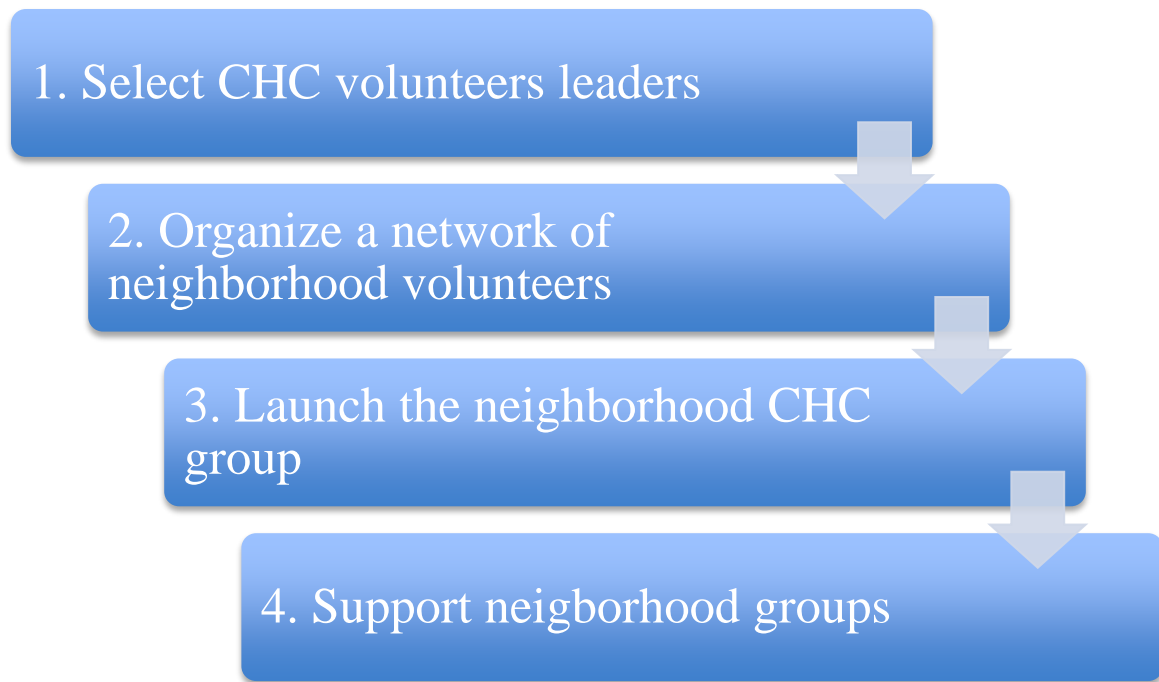 1. Select CHC volunteers leaders
2. Organize a network of
neighborhood volunteers
3. Launch the neighborhood CHC
group
4. Support neigborhood groups